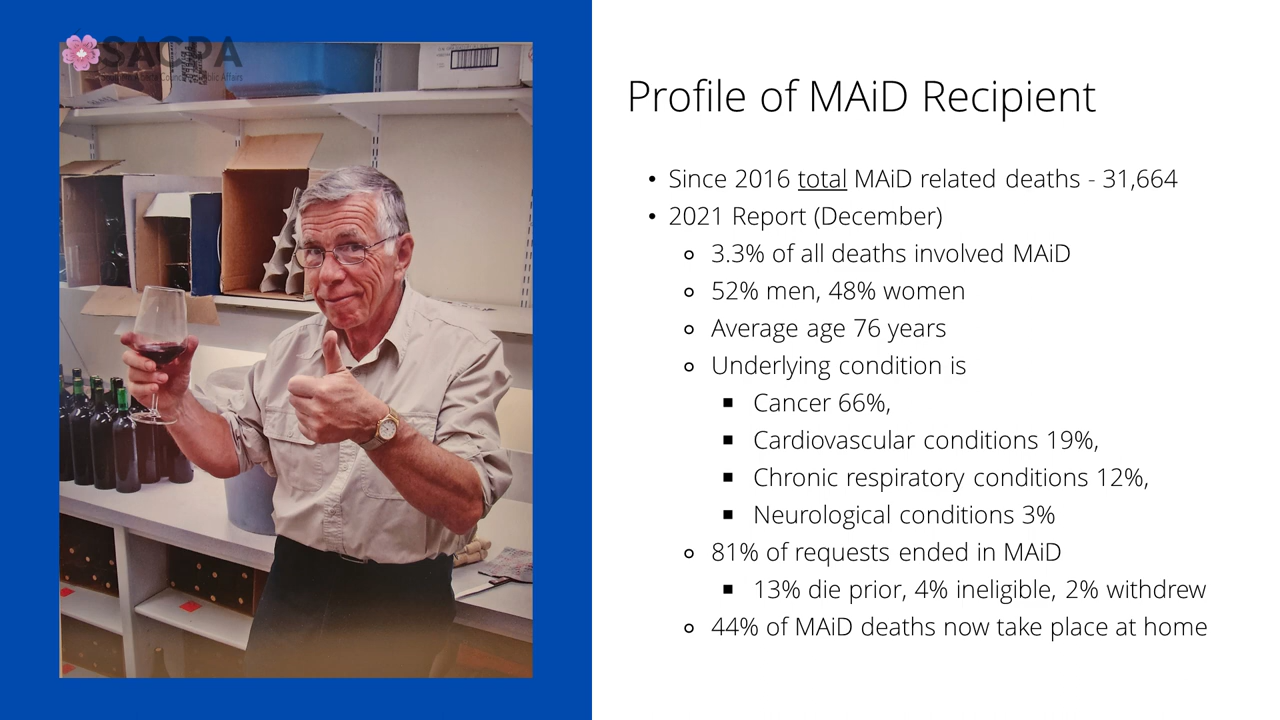 SACPA
Profile of MAiD Recipient
• Since 2016 total MAiD related deaths - 31,664
• 2021 Report (December)
3.3% of all deaths involved MAiD
52% men, 48% women
Average age 76 years
Underlying condition is
▪ Cancer 66%,
▪ Cardiovascular conditions 19%,
▪ Chronic respiratory conditions 12%,
▪ Neurological conditions 3%
81% of requests ended in MAiD
▪ 13% die prior, 4% ineligible, 2% withdrew
44% of MAiD deaths now take place at home